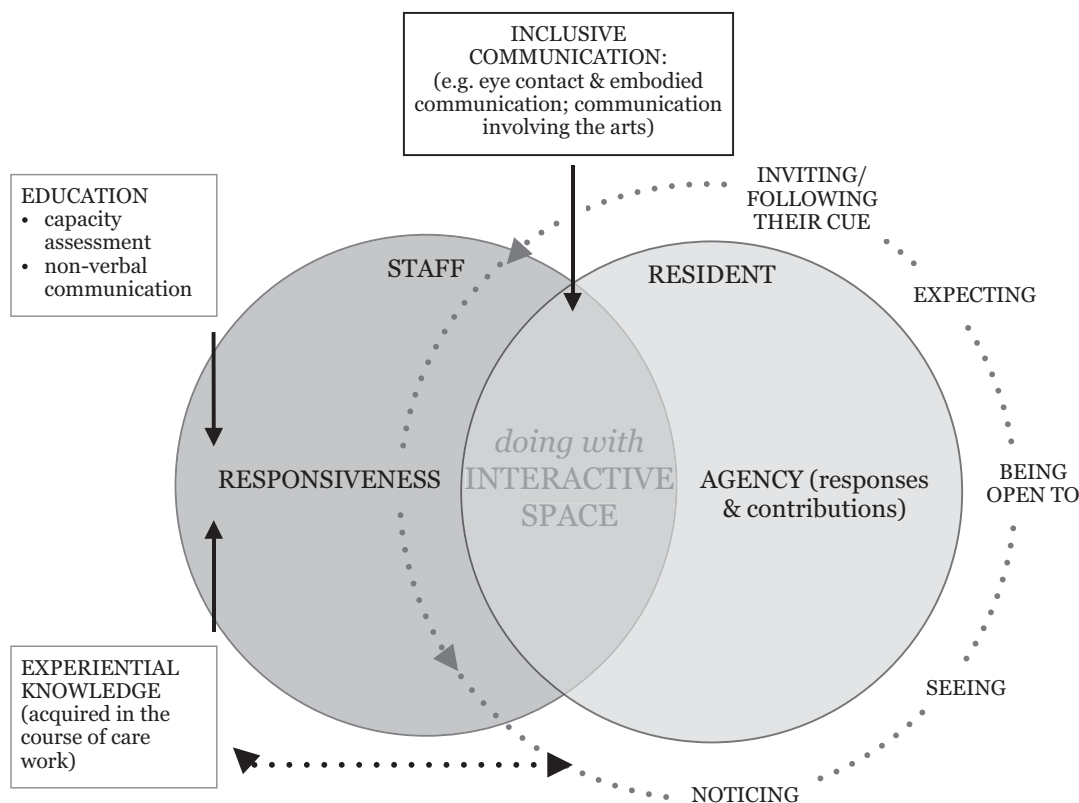 INCLUSIVE
COMMUNICATION:
(e.g. eye contact & embodied
communication; communication
involving the arts)
EDUCATION
• capacity
assessment
• non-verbal
communication
INVITING/
FOLLOWING
THEIR CUE
STAFF
RESIDENT
EXPECTING
doing with
INTERACTIVE
SPACE
RESPONSIVENESS
AGENCY (responses
& contributions)
BEING
OPEN TO
EXPERIENTIAL
KNOWLEDGE
(acquired in the
course of care
work)
SEEING
NOTICING